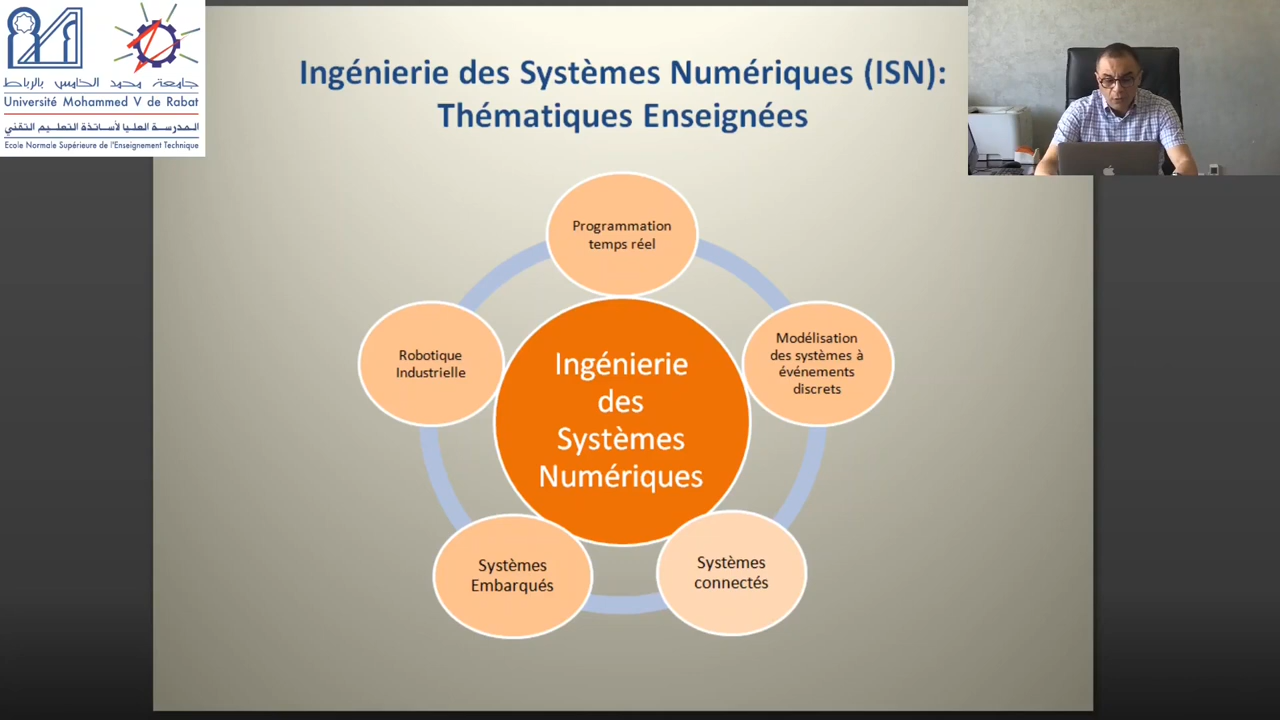 جامعة محمد الخامس بالرباط
Université Mohammed V de Rabat
المدرسة العليا لأساتذة التعليم التقني
Ecole Normale Supérieure de l'Enseignement Technique
Ingénierie des Systèmes Numériques (ISN):
Thématiques Enseignées
Programmation
temps réel
Modélisation
des systèmes à
événements
discrets
Systèmes
connectés
Systèmes
Embarqués
Robotique
Industrielle
Ingénierie
des
Systèmes
Numériques